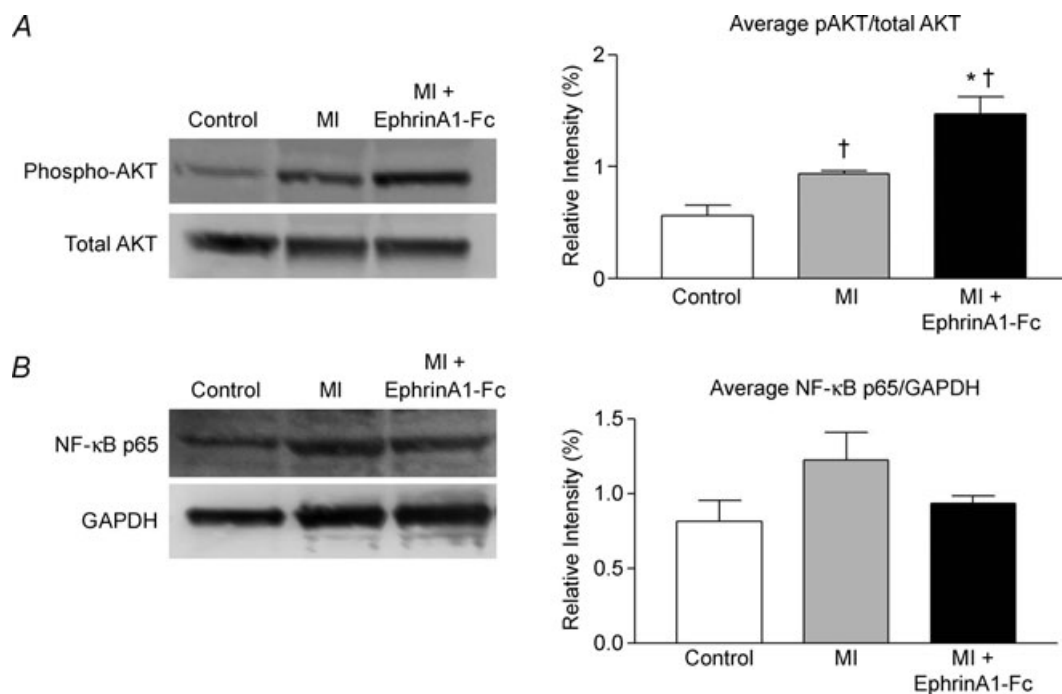 A
Control
MI
MI +
EphrinA1-Fc
Phospho-AKT
Total AKT
Average pAKT/total AKT
Relative Intensity (%)
2
1
0
†
* †
Control
MI
MI +
EphrinA1-Fc
B
Control
MI
MI +
EphrinA1-Fc
NF-κB p65
GAPDH
Average NF-κB p65/GAPDH
Relative Intensity (%)
1.5
1.0
0.5
0.0
Control
MI
MI +
EphrinA1-Fc